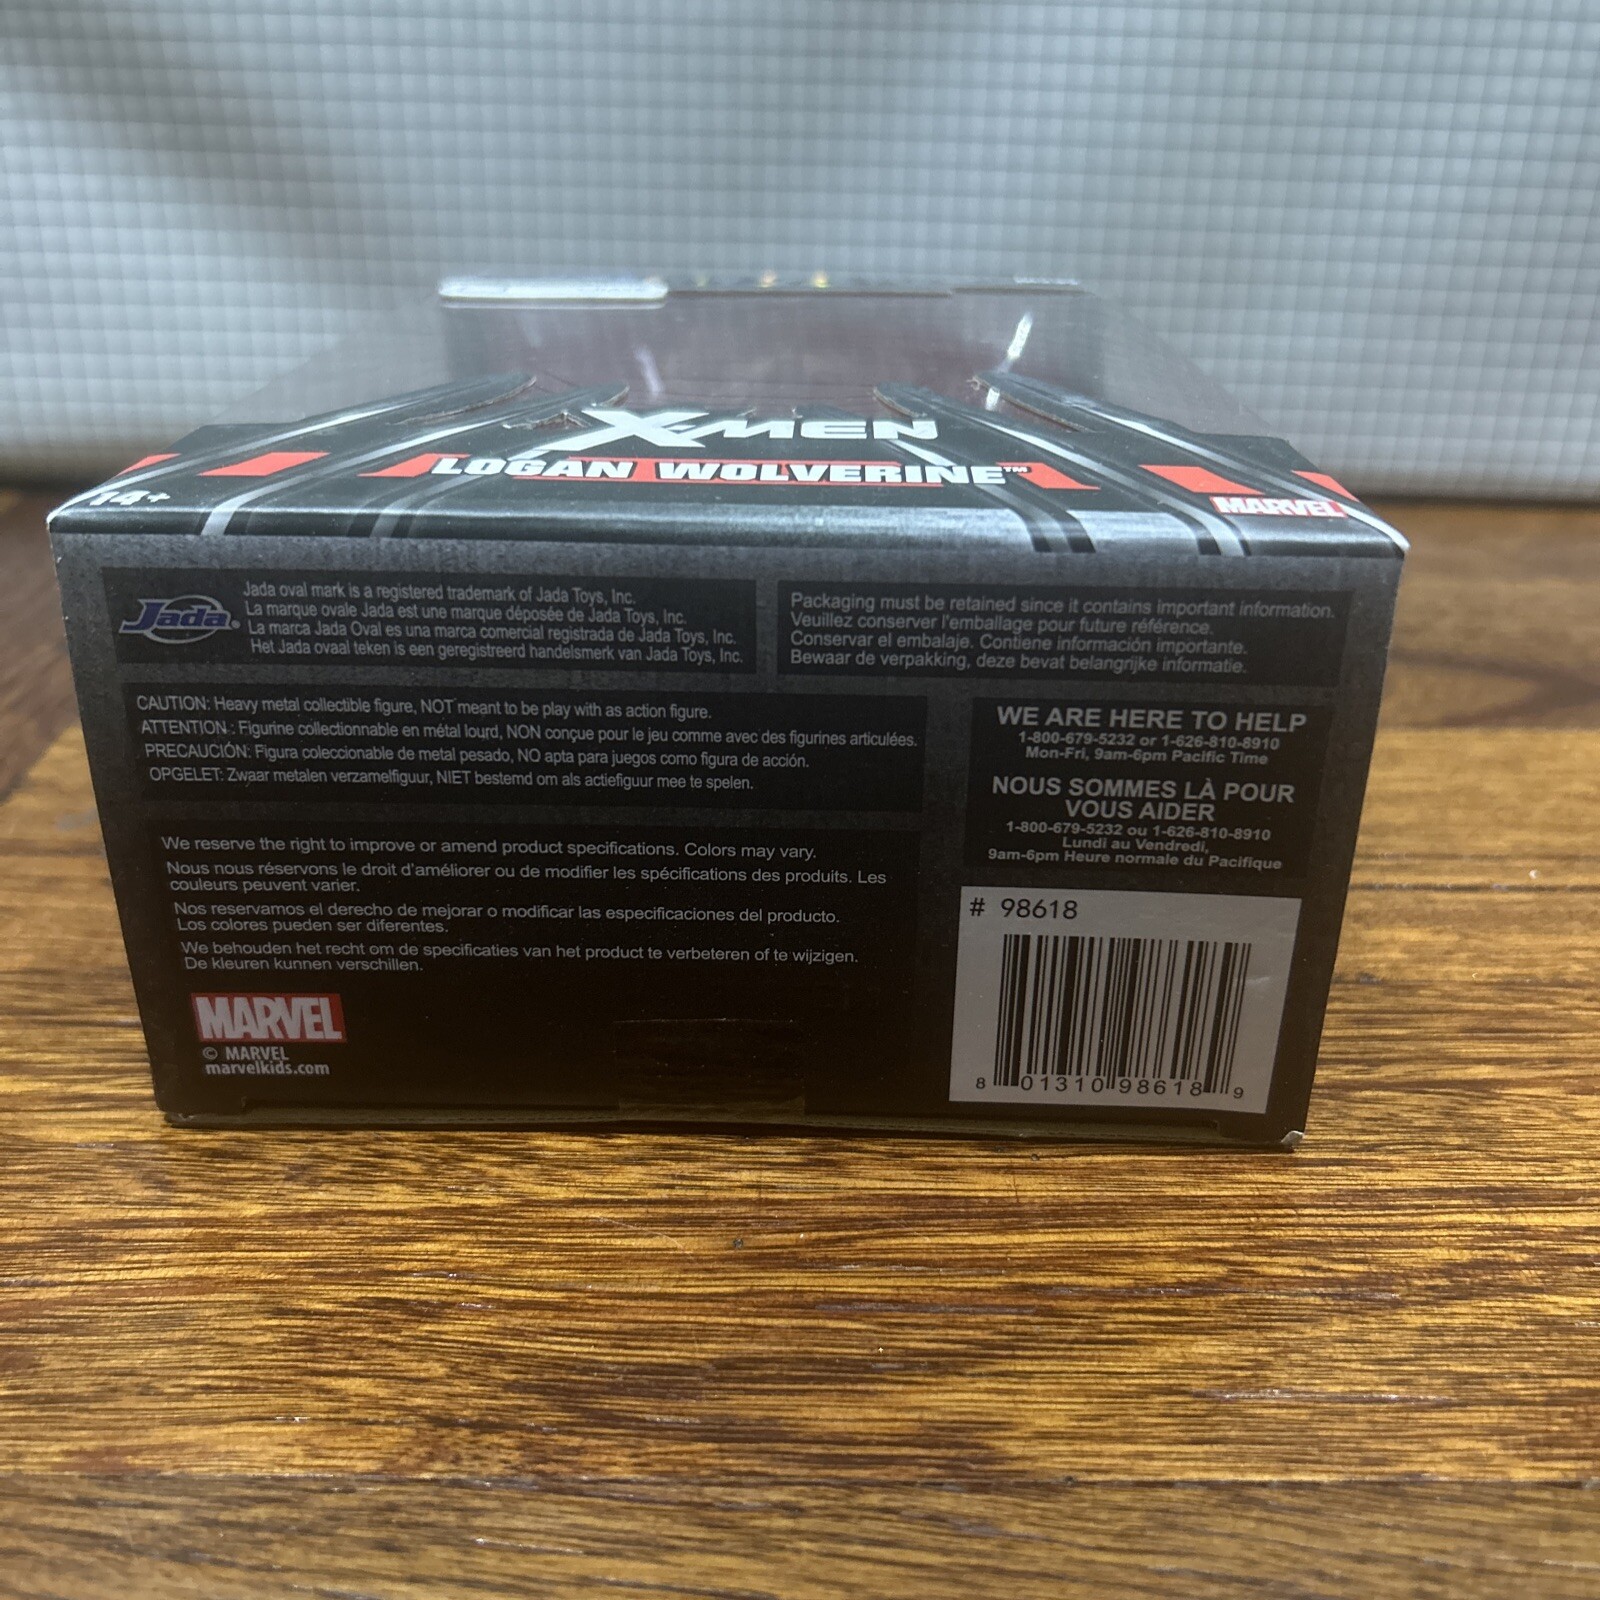 X-MEN
LOGAN WOLVERINE™
14+
MARVEL
Jada®
Jada oval mark is a registered trademark of Jada Toys, Inc.
La marque ovale Jada est une marque déposée de Jada Toys, Inc.
La marca Jada Oval es una marca comercial registrada de Jada Toys, Inc.
Het Jada ovaal teken is een geregistreerd handelsmerk van Jada Toys, Inc.
Packaging must be retained since it contains important information.
Veuillez conserver l'emballage pour future référence.
Conservar el embalaje. Contiene información importante.
Bewaar de verpakking, deze bevat belangrijke informatie.
CAUTION: Heavy metal collectible figure, NOT meant to be play with as action figure.
ATTENTION : Figurine collectionnable en métal lourd, NON conçue pour le jeu comme avec des figurines articulées.
PRECAUCIÓN: Figura coleccionable de metal pesado, NO apta para juegos como figura de acción.
OPGELET: Zwaar metalen verzamelfiguur, NIET bestemd om als actiefiguur mee te spelen.
WE ARE HERE TO HELP
1-800-679-5232 or 1-626-810-8910
Mon-Fri, 9am-6pm Pacific Time
NOUS SOMMES LÀ POUR
VOUS AIDER
1-800-679-5232 ou 1-626-810-8910
Lundi au Vendredi,
9am-6pm Heure normale du Pacifique
We reserve the right to improve or amend product specifications. Colors may vary.
Nous nous réservons le droit d'améliorer ou de modifier les spécifications des produits. Les
couleurs peuvent varier.
Nos reservamos el derecho de mejorar o modificar las especificaciones del producto.
Los colores pueden ser diferentes.
We behouden het recht om de specificaties van het product te verbeteren of te wijzigen.
De kleuren kunnen verschillen.
MARVEL
© MARVEL
marvelkids.com
# 98618
8 01310 98618 9